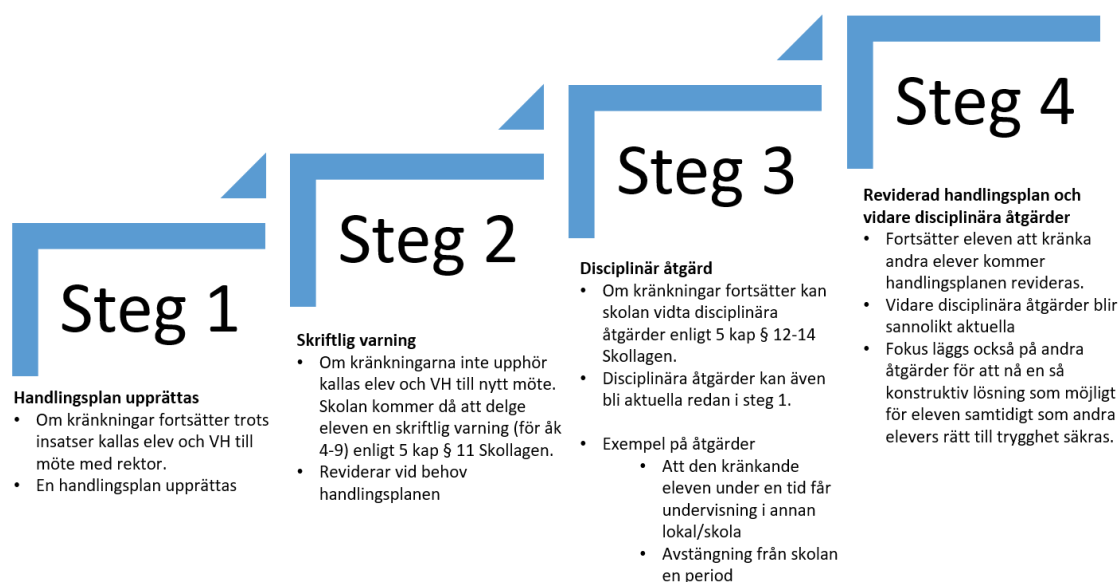 Steg 1
Handlingsplan upprättas
• Om kränkningar fortsätter trots
insatser kallas elev och VH till
möte med rektor.
• En handlingsplan upprättas
Steg 2
Skriftlig varning
• Om kränkningarna inte upphör
kallas elev och VH till nytt möte.
Skolan kommer då att delge
eleven en skriftlig varning (för åk
4-9) enligt 5 kap § 11 Skollagen.
• Reviderar vid behov
handlingsplanen
Steg 3
Disciplinär åtgärd
• Om kränkningar fortsätter kan
skolan vidta disciplinära
åtgärder enligt 5 kap § 12-14
Skollagen.
• Disciplinära åtgärder kan även
bli aktuella redan i steg 1.
• Exempel på åtgärder
• Att den kränkande
eleven under en tid får
undervisning i annan
lokal/skola
• Avstängning från skolan
en period
Steg 4
Reviderad handlingsplan och
vidare disciplinära åtgärder
• Fortsätter eleven att kränka
andra elever kommer
handlingsplanen revideras.
• Vidare disciplinära åtgärder blir
sannolikt aktuella
• Fokus läggs också på andra
åtgärder för att nå en så
konstruktiv lösning som möjligt
för eleven samtidigt som andra
elevers rätt till trygghet säkras.